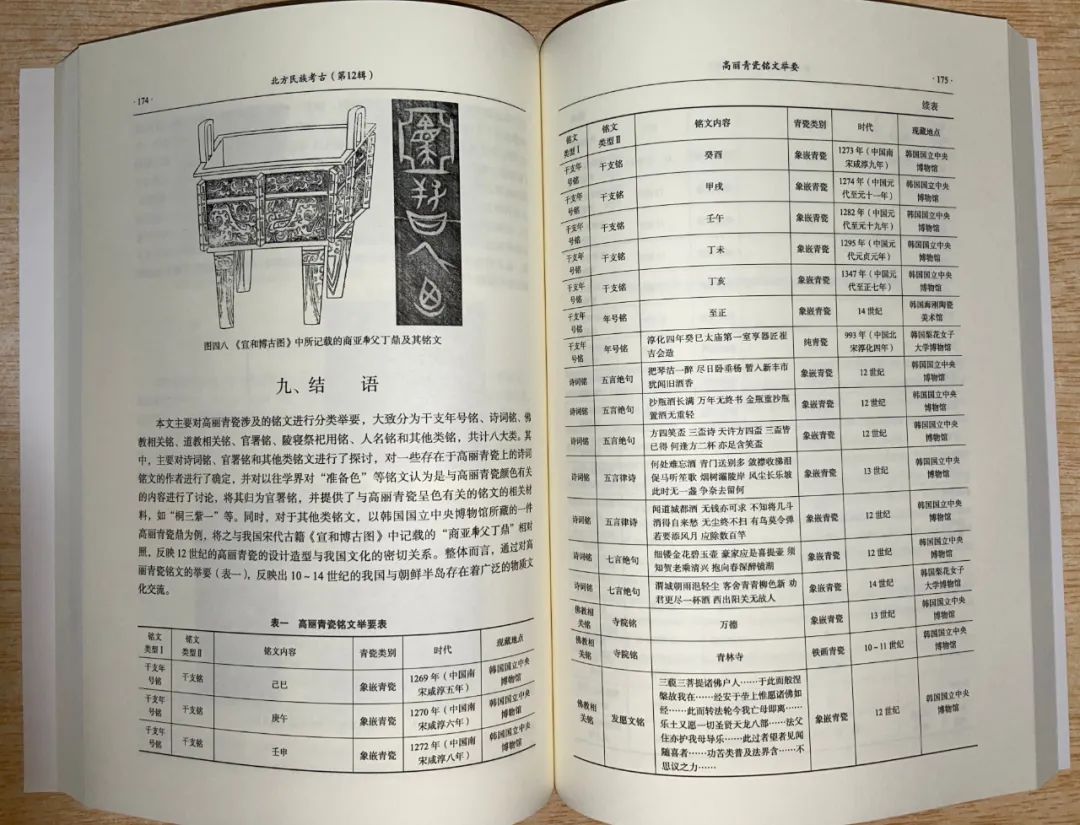 北方民族考古（第12辑）
·174·
图四八 《宣和博古图》中所记载的商亚𠦪父丁鼎及其铭文
九、结 语
本文主要对高丽青瓷涉及的铭文进行分类举要，大致分为干支年号铭、诗词铭、佛
教相关铭、道教相关铭、官署铭、陵寝祭祀用铭、人名铭和其他类铭，共计八大类。其
中，主要对诗词铭、官署铭和其他类铭文进行了探讨，对一些存在于高丽青瓷上的诗词
铭文的作者进行了确定，并对以往学界对“准备色”等铭文认为是与高丽青瓷颜色有关
的内容进行了讨论，将其归为官署铭，并提供了与高丽青瓷呈色有关的铭文的相关材
料，如“桐三紫一”等。同时，对于其他类铭文，以韩国国立中央博物馆所藏的一件
高丽青瓷鼎为例，将之与我国宋代古籍《宣和博古图》中记载的“商亚𠦪父丁鼎”相对
照，反映12世纪的高丽青瓷的设计造型与我国文化的密切关系。整体而言，通过对高
丽青瓷铭文的举要（表一），反映出10～14世纪的我国与朝鲜半岛存在着广泛的物质文
化交流。
表一 高丽青瓷铭文举要表
铭文类型Ⅰ 铭文类型Ⅱ 铭文内容 青瓷类别 时代 现藏地点
干支年号铭 干支铭 己巳 象嵌青瓷 1269年（中国南宋咸淳五年） 韩国国立中央博物馆
干支年号铭 干支铭 庚午 象嵌青瓷 1270年（中国南宋咸淳六年） 韩国国立中央博物馆
干支年号铭 干支铭 壬申 象嵌青瓷 1272年（中国南宋咸淳八年） 韩国国立中央博物馆
高丽青瓷铭文举要
·175·
续表
铭文类型Ⅰ 铭文类型Ⅱ 铭文内容 青瓷类别 时代 现藏地点
干支年号铭 干支铭 癸酉 象嵌青瓷 1273年（中国南宋咸淳九年） 韩国国立中央博物馆
干支年号铭 干支铭 甲戌 象嵌青瓷 1274年（中国元代至元十一年） 韩国国立中央博物馆
干支年号铭 干支铭 壬午 象嵌青瓷 1282年（中国元代至元十九年） 韩国国立中央博物馆
干支年号铭 干支铭 丁未 象嵌青瓷 1295年（中国元代元贞元年） 韩国国立中央博物馆
干支年号铭 干支铭 丁亥 象嵌青瓷 1347年（中国元代至正七年） 韩国国立中央博物馆
干支年号铭 年号铭 至正 象嵌青瓷 14世纪 韩国海刚陶瓷美术馆
干支年号铭 年号铭 淳化四年癸巳太庙第一室享器匠崔吉会造 纯青瓷 993年（中国北宋淳化四年） 韩国梨花女子大学博物馆
诗词铭 五言绝句 把琴沽一醉 尽日卧垂杨 暂入新丰市 犹闻旧酒香 象嵌青瓷 12世纪 韩国国立中央博物馆
诗词铭 五言绝句 沙瓶酒长满 万年无终书 金瓶重沙瓶 置酒无重轻 象嵌青瓷 12世纪 韩国国立中央博物馆
诗词铭 五言绝句 方四笑盃 三盃诗 天许方四盃 三盃皆已得 何逢方二杯 亦足含笑盃 象嵌青瓷 12世纪 韩国国立中央博物馆
诗词铭 五言律诗 何处难忘酒 青门送别多 敛襟收拂泪 促马听笙歌 烟树灞陵岸 风尘长乐坡 此时无一盏 争奈去留何 象嵌青瓷 13世纪 韩国国立中央博物馆
诗词铭 五言律诗 闻道城都酒 无钱亦可求 不知将几斗 消得自来愁 无尘终不扫 有鸟莫令弹 若要添风月 应除数百竿 象嵌青瓷 12世纪 韩国国立中央博物馆
诗词铭 七言绝句 细镂金花碧玉壶 豪家应是喜提壶 须知贺老乘清兴 抱向春深醉镜湖 象嵌青瓷 12世纪 韩国国立中央博物馆
诗词铭 七言绝句 渭城朝雨浥轻尘 客舍青青柳色新 劝君更尽一杯酒 西出阳关无故人 象嵌青瓷 14世纪 韩国梨花女子大学博物馆
佛教相关铭 寺院铭 万德 象嵌青瓷 13世纪 韩国国立中央博物馆
佛教相关铭 寺院铭 青林寺 铁画青瓷 10～11世纪 韩国国立中央博物馆
佛教相关铭 发愿文铭 三藐三菩提诸佛户人……于此而般涅槃故我在……经安于垒上惟愿诸佛如经……此而转法轮今我亡母即离……乐土又愿一切圣贤天龙八部……法父住亦护我母导乐……此过者望者见闻随喜者……功苦类普及法界含……不思议之力…… 象嵌青瓷 12世纪 韩国国立中央博物馆